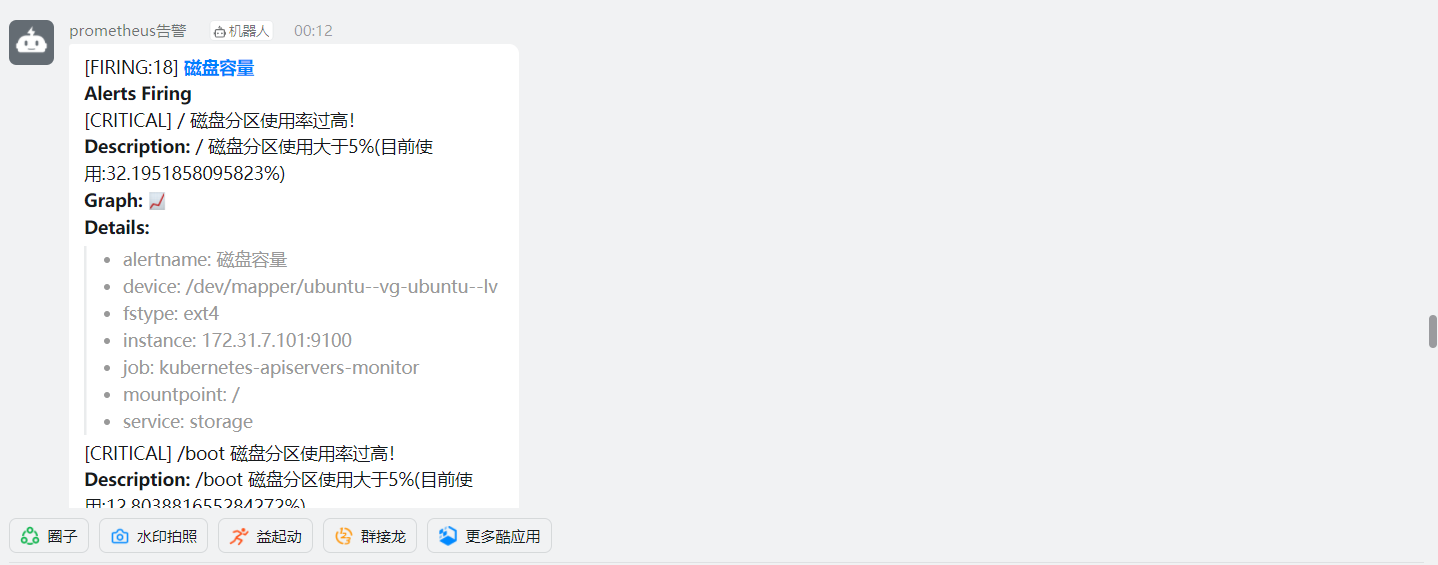 prometheus告警 机器人 00:12
[FIRING:18] 磁盘容量
Alerts Firing
[CRITICAL] / 磁盘分区使用率过高!
Description: / 磁盘分区使用大于5%(目前使
用:32.1951858095823%)
Graph:
Details:
• alertname: 磁盘容量
• device: /dev/mapper/ubuntu--vg-ubuntu--lv
• fstype: ext4
• instance: 172.31.7.101:9100
• job: kubernetes-apiservers-monitor
• mountpoint: /
• service: storage
[CRITICAL] /boot 磁盘分区使用率过高!
Description: /boot 磁盘分区使用大于5%(目前使
用:12.803881655284272%)
圈子 水印拍照 益起动 群接龙 更多酷应用